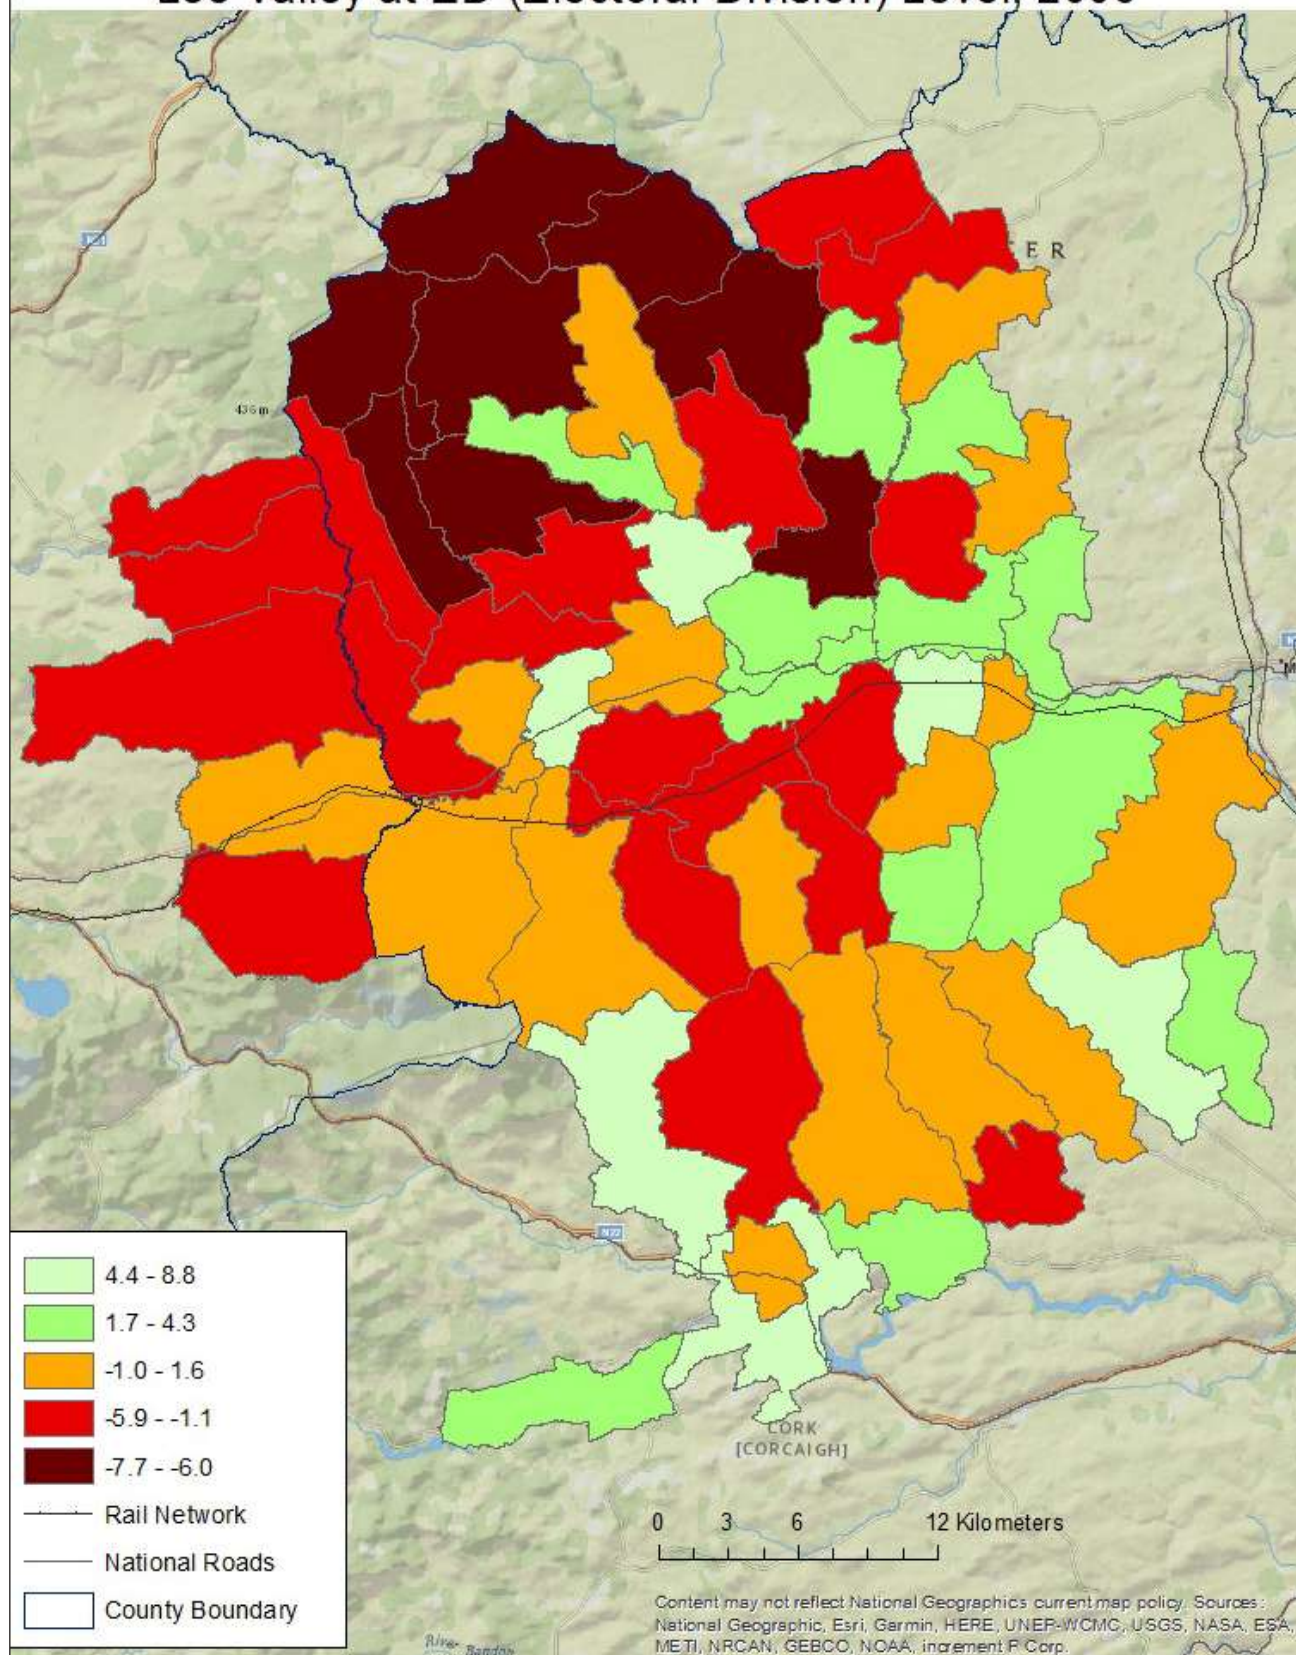 436 m
E R
N22
4.4 - 8.8
1.7 - 4.3
-1.0 - 1.6
-5.9 - -1.1
-7.7 - -6.0
Rail Network
National Roads
County Boundary
CORK
[CORCAIGH]
0 3 6 12 Kilometers
Content may not reflect National Geographics current map policy. Sources:
National Geographic, Esri, Garmin, HERE, UNEP-WCMC, USGS, NASA, ESA,
METI, NRCAN, GEBCO, NOAA, increment P Corp.
River Bandon